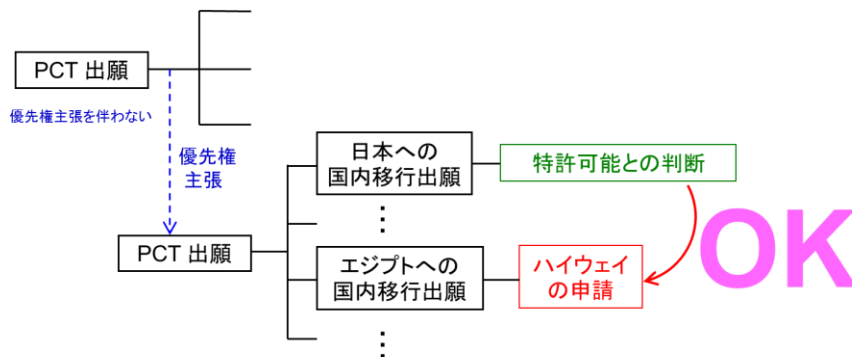 PCT 出願
優先権主張を伴わない
優先権
主張
PCT 出願
日本への
国内移行出願
特許可能との判断
⋮
エジプトへの
国内移行出願
ハイウェイ
の申請
⋮
OK